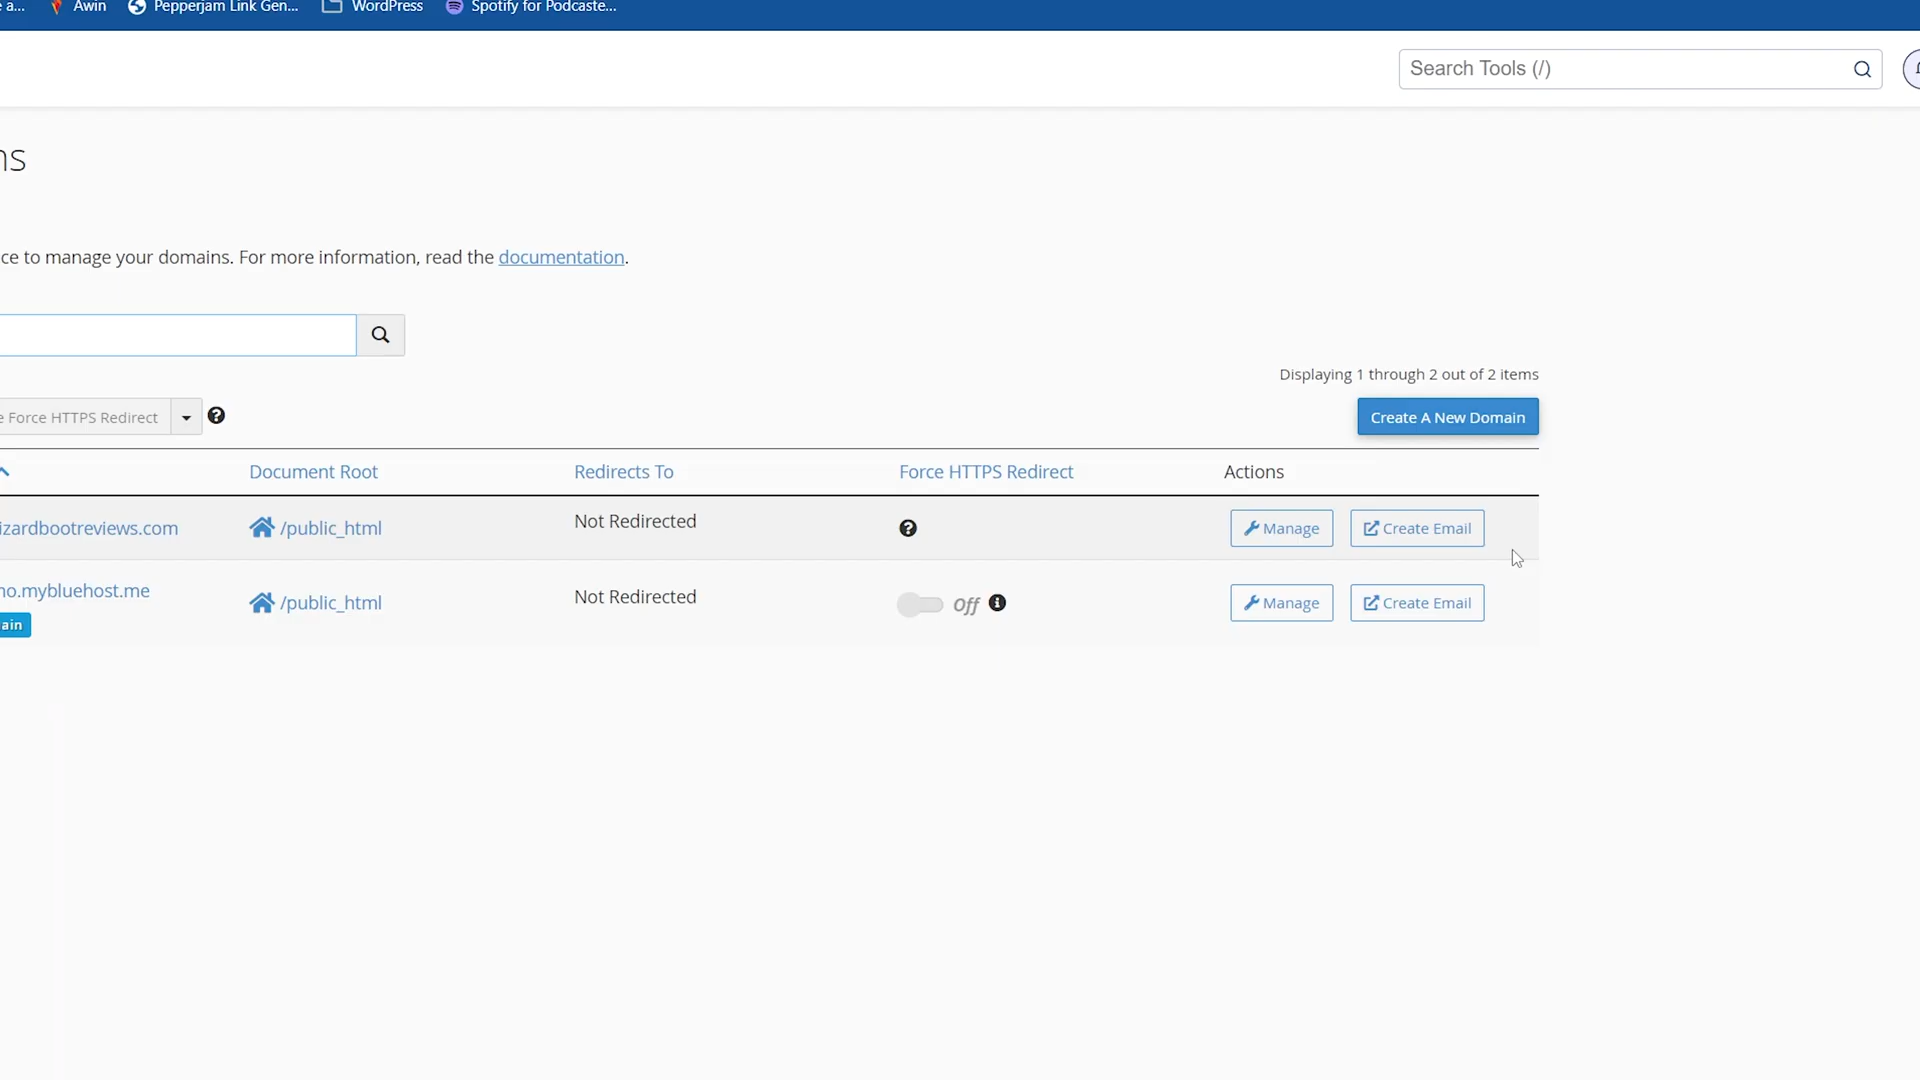 a... Awin Pepperjam Link Gen... WordPress Spotify for Podcaste...
Search Tools (/)
ns
ce to manage your domains. For more information, read the documentation.
Displaying 1 through 2 out of 2 items
e Force HTTPS Redirect Create A New Domain
Document Root Redirects To Force HTTPS Redirect Actions
izardbootreviews.com /public_html Not Redirected Manage Create Email
no.mybluehost.me /public_html Not Redirected Off Manage Create Email
ain